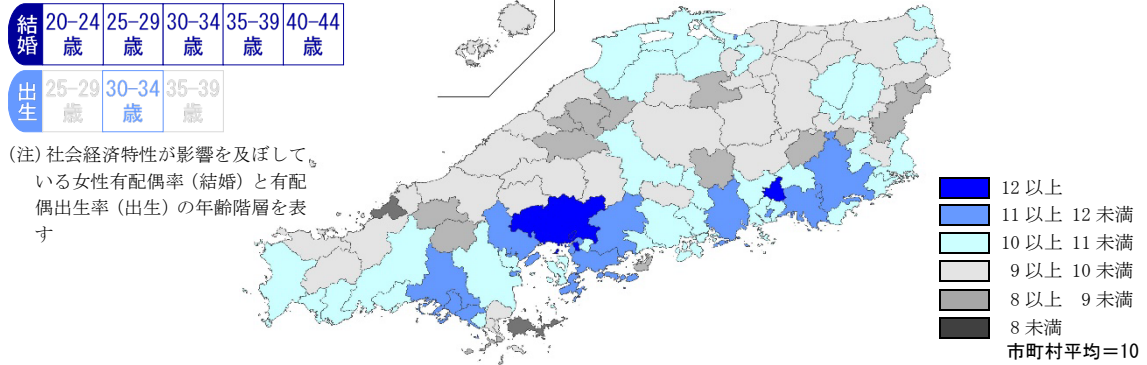 結婚 20-24歳 25-29歳 30-34歳 35-39歳 40-44歳
出生 25-29歳 30-34歳 35-39歳
(注)社会経済特性が影響を及ぼして
いる女性有配偶率(結婚)と有配
偶出生率(出生)の年齢階層を表
す
12 以上
11 以上 12 未満
10 以上 11 未満
9 以上 10 未満
8 以上 9 未満
8 未満
市町村平均=10